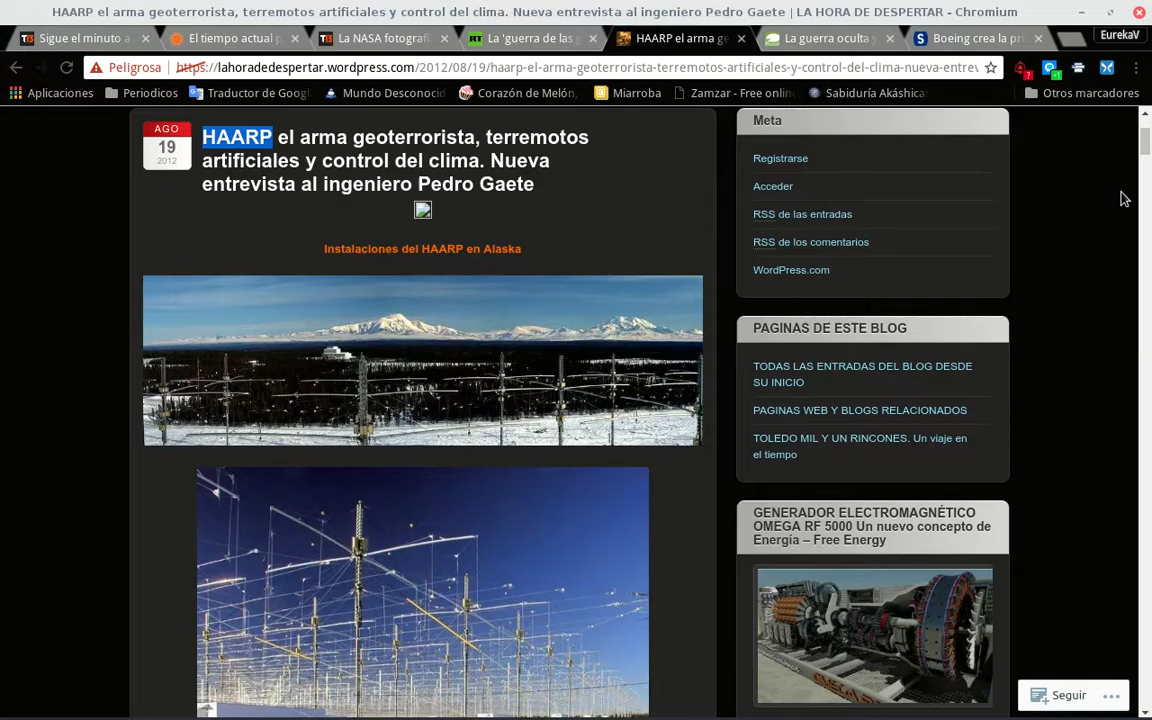 HAARP el arma geoterrorista, terremotos artificiales y control del clima. Nueva entrevista al ingeniero Pedro Gaete | LA HORA DE DESPERTAR - Chromium
Sigue el minuto a
El tiempo actual p
La NASA fotografí
La 'guerra de las
HAARP el arma ge
La guerra oculta y
Boeing crea la pri
EurekaV
Peligrosa
https://lahoradedespertar.wordpress.com/2012/08/19/haarp-el-arma-geoterrorista-terremotos-artificiales-y-control-del-clima-nueva-entrev
Aplicaciones
Periodicos
Traductor de Goog
Mundo Desconocid
Corazón de Melón,
Miarroba
Zamzar - Free onlin
Sabiduría Akáshica
Otros marcadores
AGO
19
2012
HAARP el arma geoterrorista, terremotos
artificiales y control del clima. Nueva
entrevista al ingeniero Pedro Gaete
Instalaciones del HAARP en Alaska
Meta
Registrarse
Acceder
RSS de las entradas
RSS de los comentarios
WordPress.com
PAGINAS DE ESTE BLOG
TODAS LAS ENTRADAS DEL BLOG DESDE
SU INICIO
PAGINAS WEB Y BLOGS RELACIONADOS
TOLEDO MIL Y UN RINCONES. Un viaje en
el tiempo
GENERADOR ELECTROMAGNÉTICO
OMEGA RF 5000 Un nuevo concepto de
Energía – Free Energy
Seguir